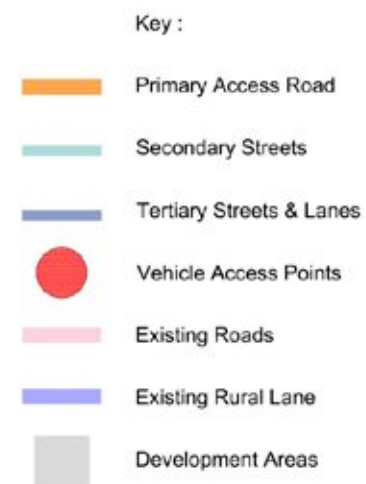 Key :
Primary Access Road
Secondary Streets
Tertiary Streets & Lanes
Vehicle Access Points
Existing Roads
Existing Rural Lane
Development Areas